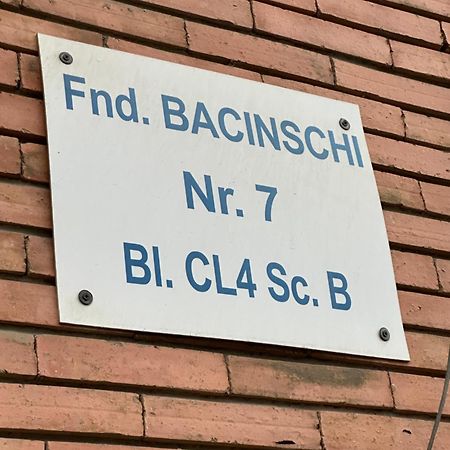 Fnd. BACINSCHI
Nr. 7
Bl. CL4 Sc. B